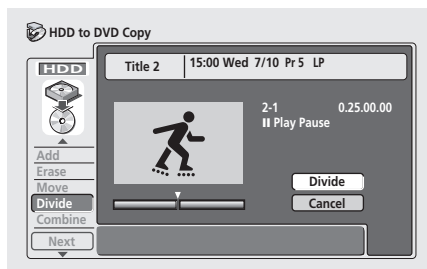 HDD to DVD Copy
HDD
Title 2
15:00 Wed 7/10 Pr 5 LP
2-1 0.25.00.00
Play Pause
Add
Erase
Move
Divide
Combine
Next
Divide
Cancel